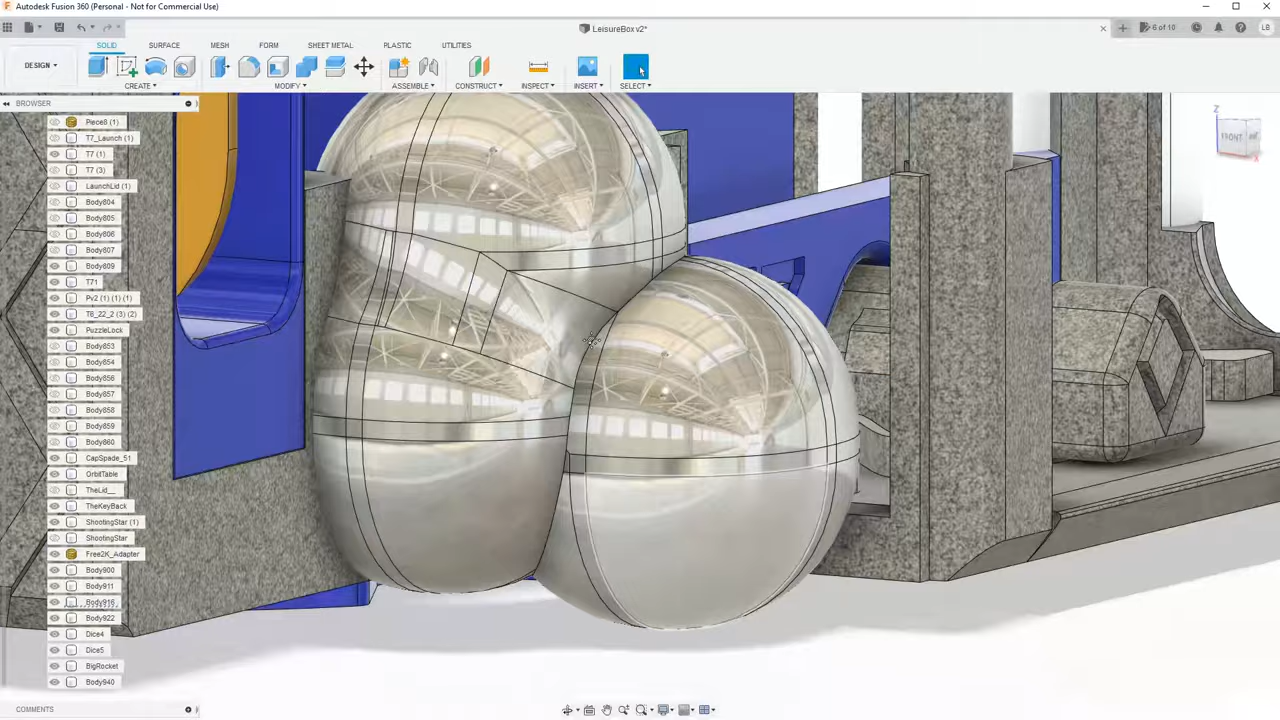 Autodesk Fusion 360 (Personal - Not for Commercial Use)
LeisureBox v2*
6 of 10
LB
DESIGN
SOLID
SURFACE
MESH
FORM
SHEET METAL
PLASTIC
UTILITIES
CREATE
MODIFY
ASSEMBLE
CONSTRUCT
INSPECT
INSERT
SELECT
BROWSER
Piece8 (1)
T7_Launch (1)
T7 (1)
T7 (3)
LaunchLid (1)
Body804
Body805
Body806
Body807
Body809
T71
Pv2 (1) (1) (1)
T8_22_2 (3) (2)
PuzzleLock
Body853
Body854
Body856
Body857
Body858
Body859
Body860
CapSpade_51
OrbitTable
TheLid__
TheKeyBack
ShootingStar (1)
ShootingStar
Free2K_Adapter
Body900
Body911
Body916
Body922
Dice4
Dice5
BigRocket
Body940
COMMENTS
Z
FRONT
X